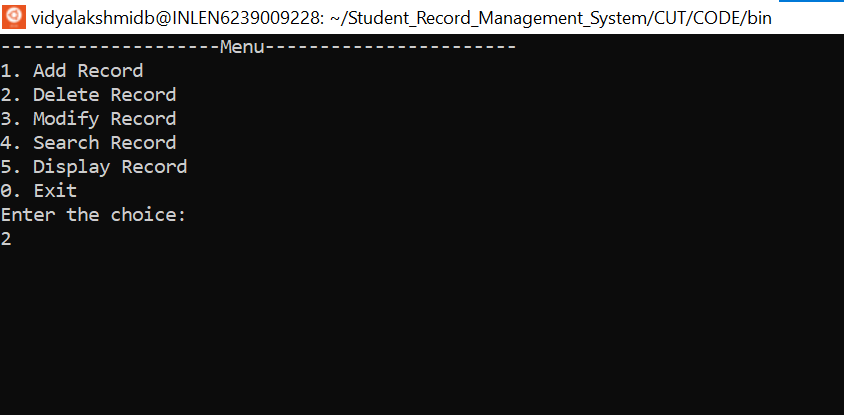 vidyalakshmidb@INLEN6239009228: ~/Student_Record_Management_System/CUT/CODE/bin
--------------------Menu-----------------------
1. Add Record
2. Delete Record
3. Modify Record
4. Search Record
5. Display Record
0. Exit
Enter the choice:
2